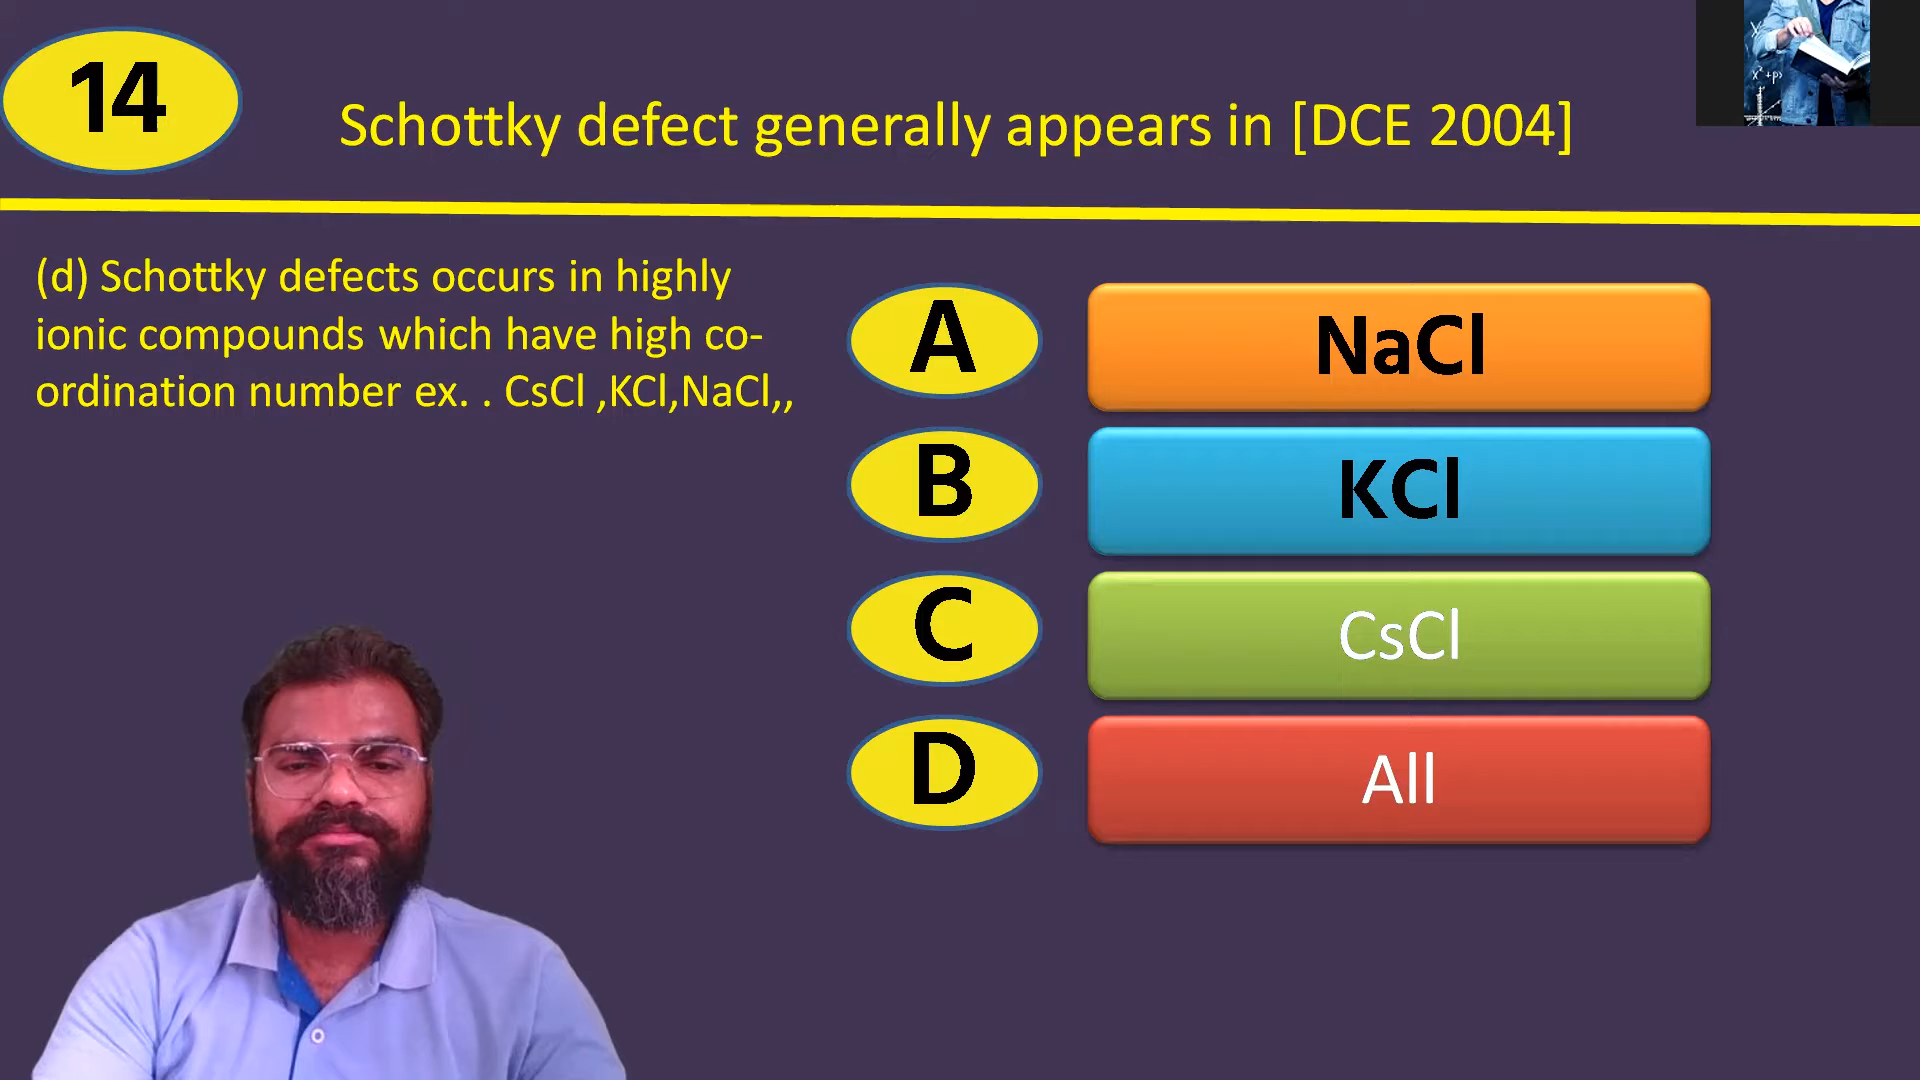 14
Schottky defect generally appears in [DCE 2004]
(d) Schottky defects occurs in highly
ionic compounds which have high co-
ordination number ex. . CsCl ,KCl,NaCl,,
A
NaCl
B
KCl
C
CsCl
D
All